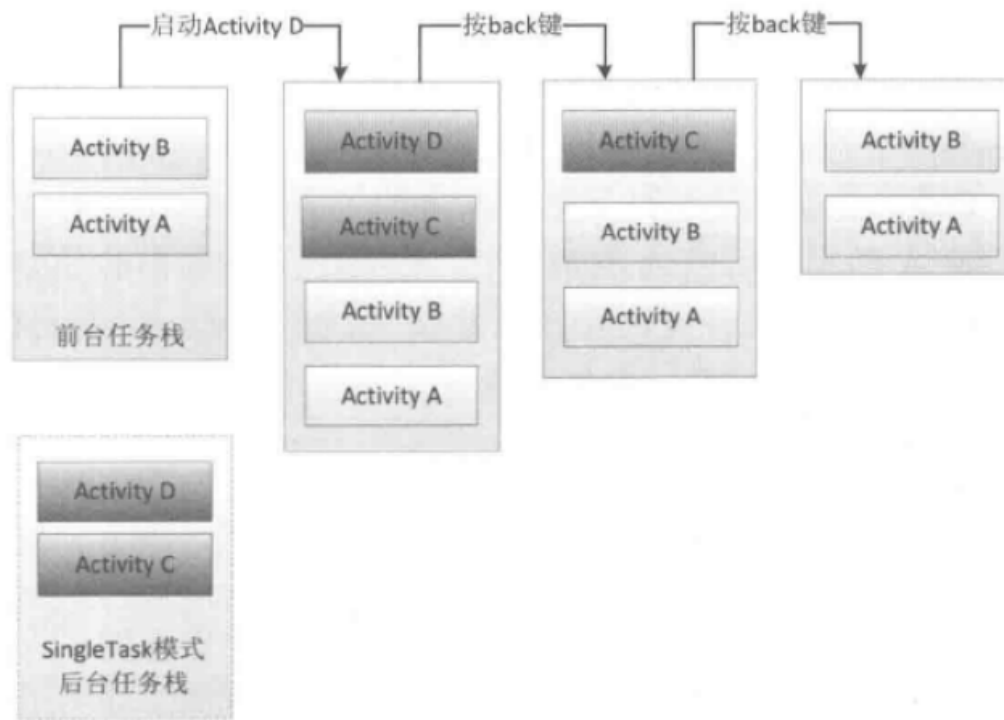 启动Activity D
按back键
按back键
Activity B
Activity A
前台任务栈
Activity D
Activity C
Activity B
Activity A
Activity C
Activity B
Activity A
Activity B
Activity A
Activity D
Activity C
SingleTask模式
后台任务栈